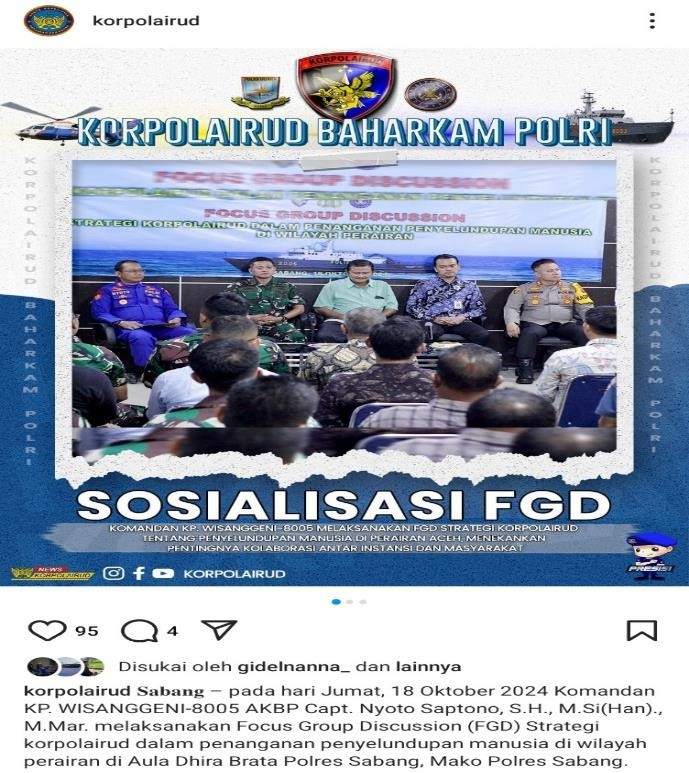 korpolairud
KORPOLAIRUD
KORPOLAIRUD BAHARKAM POLRI
KORPOLAIRUD BAHARKAM POLRI
KORPOLAIRUD BAHARKAM POLRI
FOCUS GROUP DISCUSSION
FOCUS GROUP DISCUSSION
STRATEGI KORPOLAIRUD DALAM PENANGANAN PENYELUNDUPAN MANUSIA
DI WILAYAH PERAIRAN
SABANG, 18 OKT
SOSIALISASI FGD
KOMANDAN KP. WISANGGENI-8005 MELAKSANAKAN FGD STRATEGI KORPOLAIRUD
TENTANG PENYELUNDUPAN MANUSIA DI PERAIRAN ACEH, MENEKANKAN
PENTINGNYA KOLABORASI ANTAR INSTANSI DAN MASYARAKAT
NEWS
KORPOLAIRUD
KORPOLAIRUD
PRESISI
95
4
Disukai oleh gidelnanna_ dan lainnya
korpolairud Sabang – pada hari Jumat, 18 Oktober 2024 Komandan
KP. WISANGGENI-8005 AKBP Capt. Nyoto Saptono, S.H., M.Si(Han).,
M.Mar. melaksanakan Focus Group Discussion (FGD) Strategi
korpolairud dalam penanganan penyelundupan manusia di wilayah
perairan di Aula Dhira Brata Polres Sabang, Mako Polres Sabang.